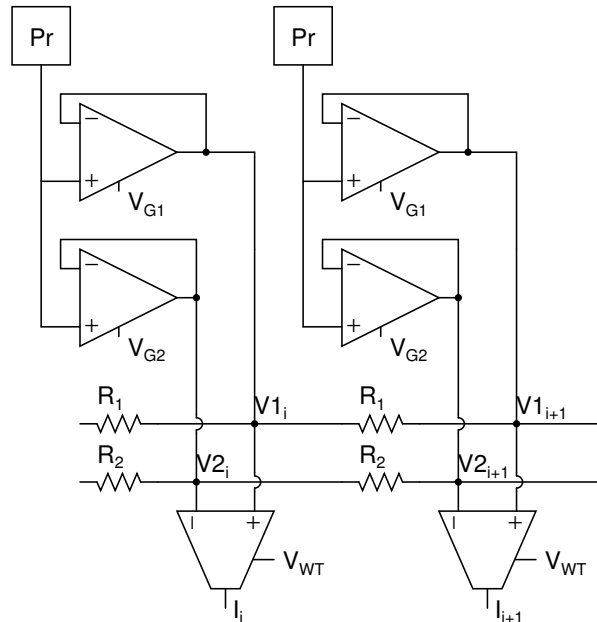 Pr Pr
− −
+ +
V_G1 V_G1
− −
+ +
V_G2 V_G2
R_1 V1_i R_1 V1_i+1
R_2 V2_i R_2 V2_i+1
− + − +
V_WT V_WT
I_i I_i+1